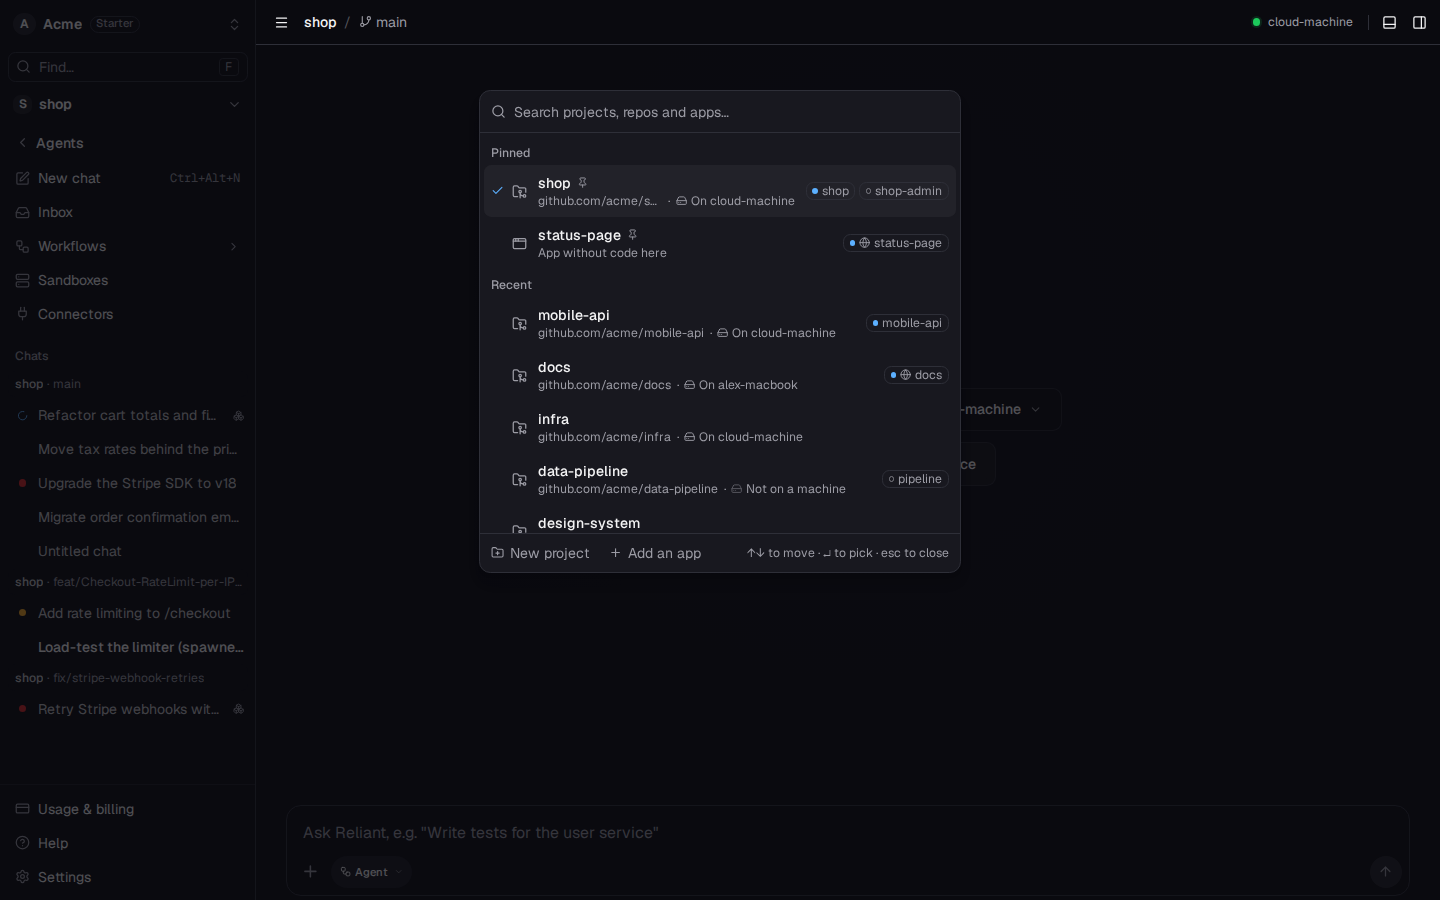 A Acme Starter
Find... F
S shop
Agents
New chat Ctrl+Alt+N
Inbox
Workflows
Sandboxes
Connectors
Chats
shop · main
Refactor cart totals and fi...
Move tax rates behind the pri...
Upgrade the Stripe SDK to v18
Migrate order confirmation em...
Untitled chat
shop · feat/Checkout-RateLimit-per-IP...
Add rate limiting to /checkout
Load-test the limiter (spawne...
shop · fix/stripe-webhook-retries
Retry Stripe webhooks wit...
Usage & billing
Help
Settings
shop / main
cloud-machine
Search projects, repos and apps...
Pinned
shop
github.com/acme/s... · On cloud-machine
shop shop-admin
status-page
App without code here
status-page
Recent
mobile-api
github.com/acme/mobile-api · On cloud-machine
mobile-api
docs
github.com/acme/docs · On alex-macbook
docs
infra
github.com/acme/infra · On cloud-machine
data-pipeline
github.com/acme/data-pipeline · Not on a machine
pipeline
design-system
New project + Add an app ↑↓ to move · ↵ to pick · esc to close
-machine
ce
Ask Reliant, e.g. "Write tests for the user service"
Agent